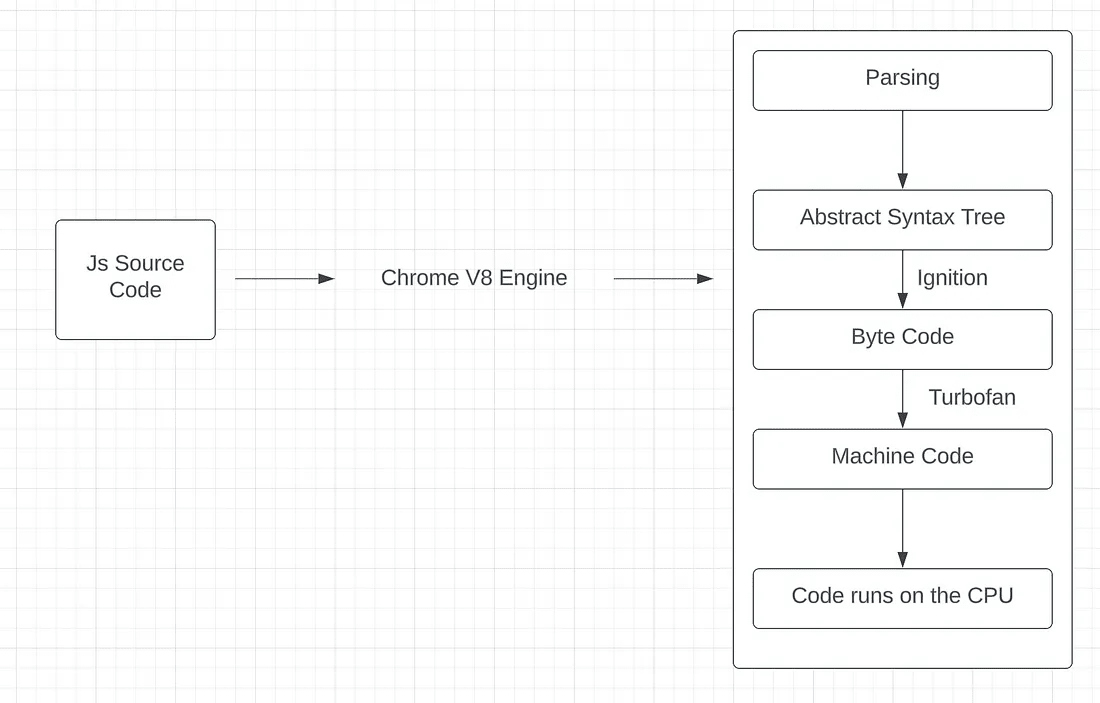 Js Source
Code
Chrome V8 Engine
Parsing
Abstract Syntax Tree
Ignition
Byte Code
Turbofan
Machine Code
Code runs on the CPU